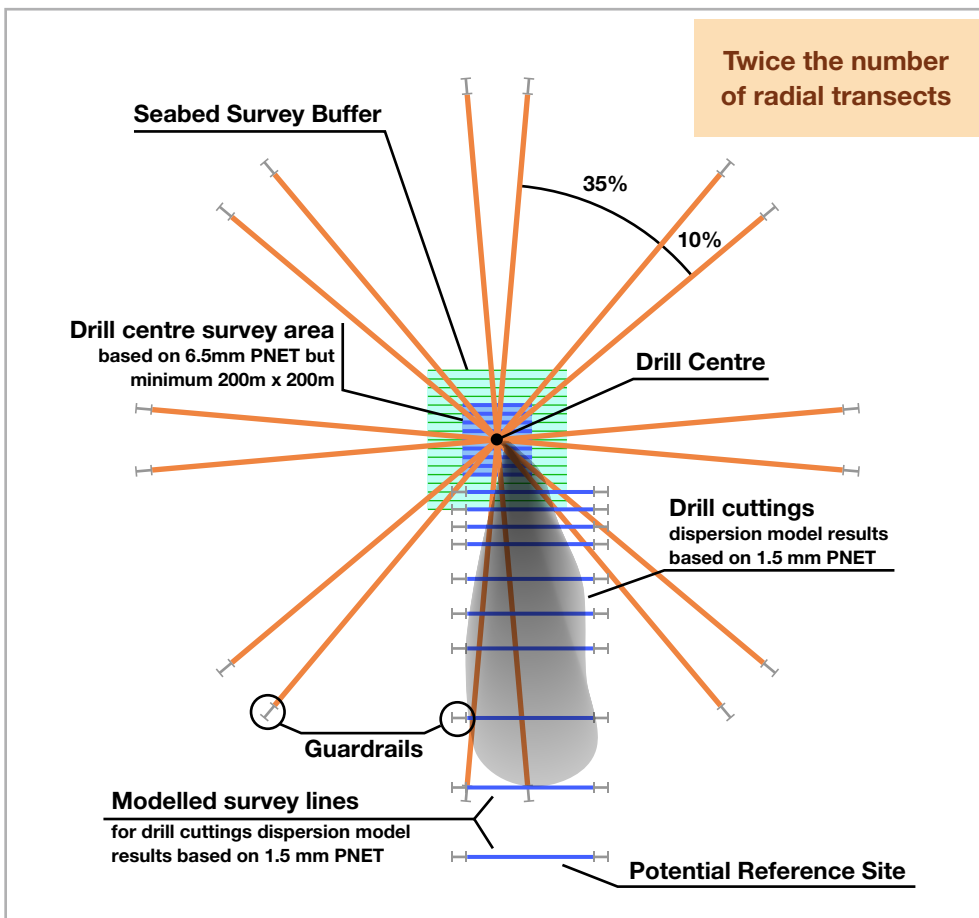 Twice the number
of radial transects
Seabed Survey Buffer
35%
10%
Drill centre survey area
based on 6.5mm PNET but
minimum 200m x 200m
Drill Centre
Drill cuttings
dispersion model results
based on 1.5 mm PNET
Guardrails
Modelled survey lines
for drill cuttings dispersion model
results based on 1.5 mm PNET
Potential Reference Site